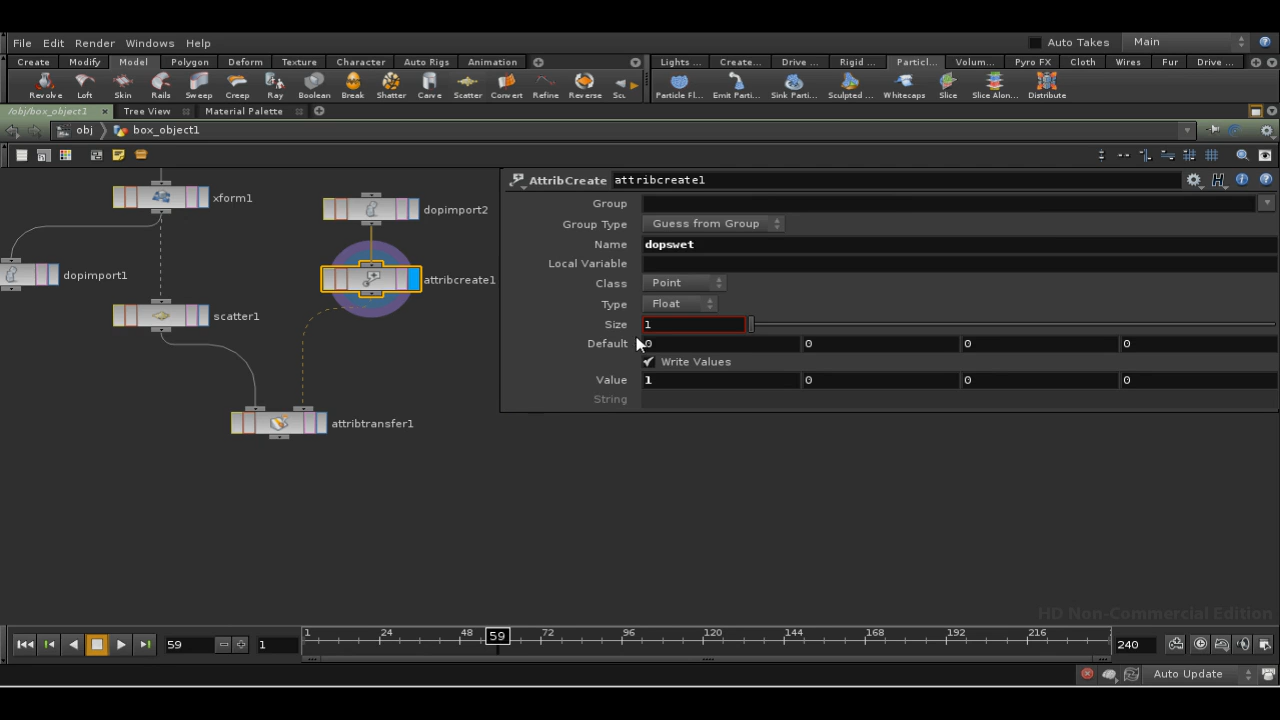 File Edit Render Windows Help Auto Takes Main
Create Modify Model Polygon Deform Texture Character Auto Rigs Animation Lights ... Create... Drive ... Rigid ... Particl... Volum... Pyro FX Cloth Wires Fur Drive ...
Revolve Loft Skin Rails Sweep Creep Ray Boolean Break Shatter Carve Scatter Convert Refine Reverse Particle Fl... Emit Parti... Sink Parti... Sculpted ... Whitecaps Slice Slice Alon... Distribute
/obj/box_object1 Tree View Material Palette
obj box_object1
AttribCreate attribcreate1
Group
Group Type Guess from Group
Name dopswet
Local Variable
Class Point
Type Float
Size 1
Default 0 0 0 0
Write Values
Value 1 0 0 0
String
xform1
dopimport2
dopimport1
attribcreate1
scatter1
attribtransfer1
HD Non-Commercial Edition
59 1 1 24 48 59 72 96 120 144 168 192 216 240
Auto Update